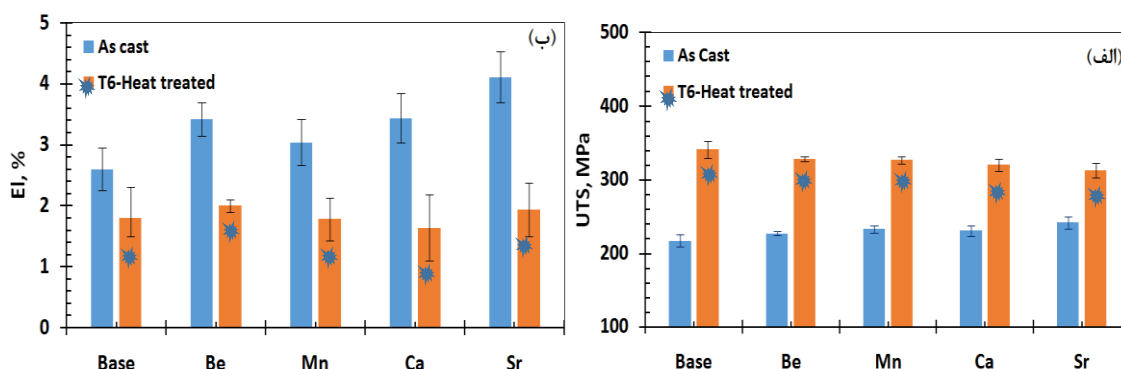 (ب)
As cast
T6-Heat treated
El, %
5
4
3
2
1
0
Base Be Mn Ca Sr
(الف)
As Cast
T6-Heat treated
UTS, MPa
500
400
300
200
100
Base Be Mn Ca Sr